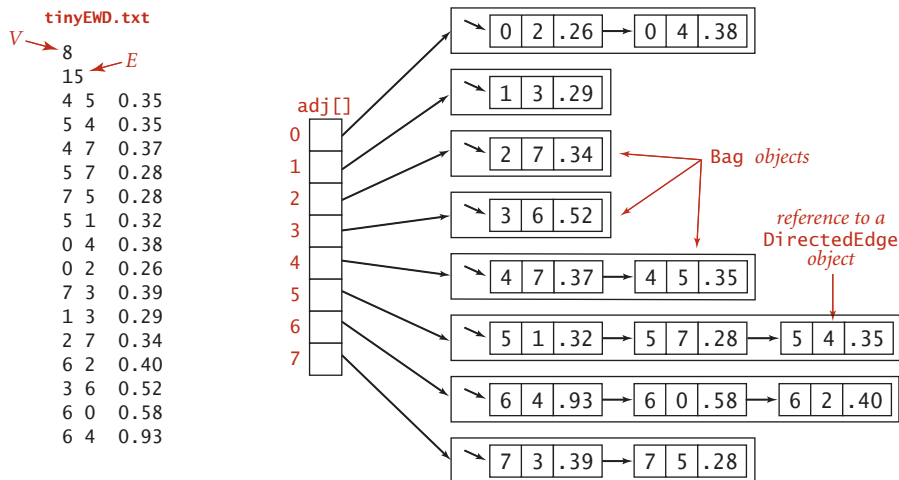 tinyEWD.txt
V
8
15
E
4 5 0.35
5 4 0.35
4 7 0.37
5 7 0.28
7 5 0.28
5 1 0.32
0 4 0.38
0 2 0.26
7 3 0.39
1 3 0.29
2 7 0.34
6 2 0.40
3 6 0.52
6 0 0.58
6 4 0.93
adj[]
0
1
2
3
4
5
6
7
0 2 .26 0 4 .38
1 3 .29
2 7 .34
3 6 .52
4 7 .37 4 5 .35
5 1 .32 5 7 .28 5 4 .35
6 4 .93 6 0 .58 6 2 .40
7 3 .39 7 5 .28
Bag objects
reference to a
DirectedEdge
object